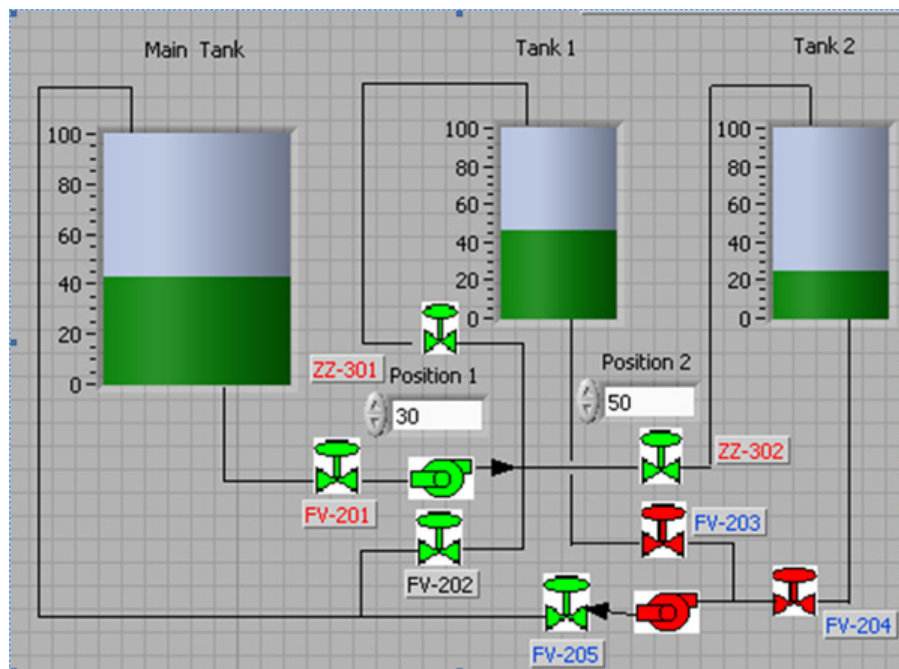 Main Tank
Tank 1
Tank 2
100
80
60
40
20
0
100
80
60
40
20
0
100
80
60
40
20
0
ZZ-301
Position 1
30
Position 2
50
ZZ-302
FV-201
FV-203
FV-202
FV-204
FV-205